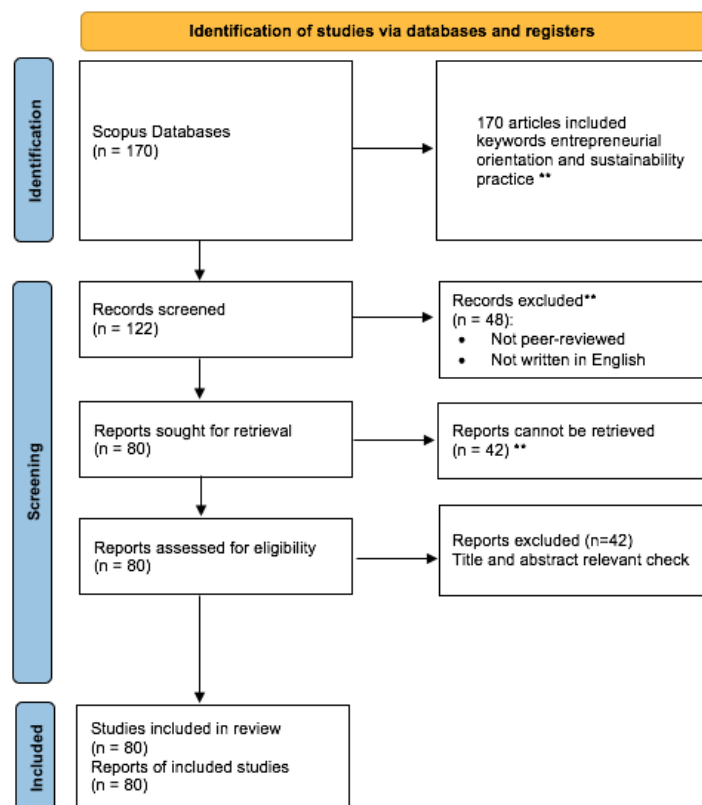 Identification of studies via databases and registers
Identification
Scopus Databases
(n = 170)
170 articles included
keywords entrepreneurial
orientation and sustainability
practice **
Screening
Records screened
(n = 122)
Records excluded**
(n = 48):
• Not peer-reviewed
• Not written in English
Reports sought for retrieval
(n = 80)
Reports cannot be retrieved
(n = 42) **
Reports assessed for eligibility
(n = 80)
Reports excluded (n=42)
Title and abstract relevant check
Included
Studies included in review
(n = 80)
Reports of included studies
(n = 80)